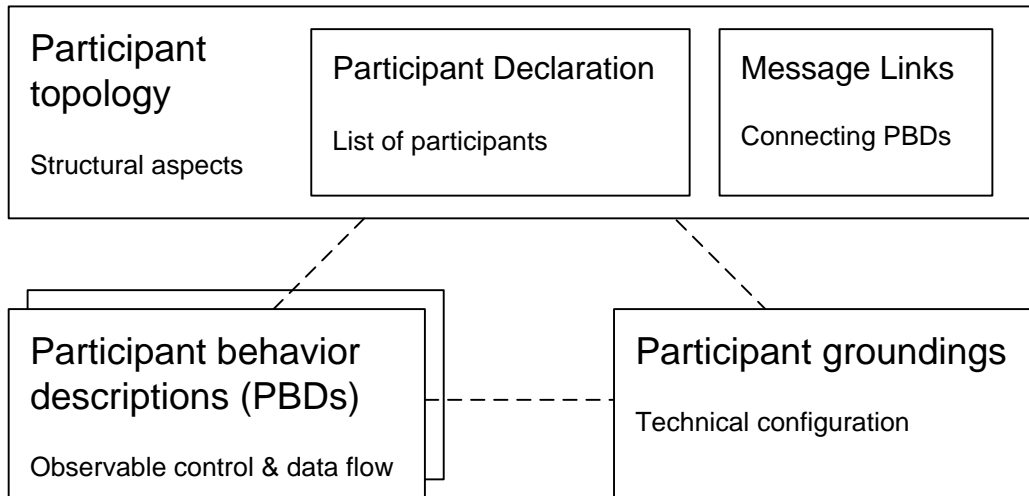 Participant
topology
Structural aspects
Participant Declaration
List of participants
Message Links
Connecting PBDs
Participant behavior
descriptions (PBDs)
Observable control & data flow
Participant groundings
Technical configuration